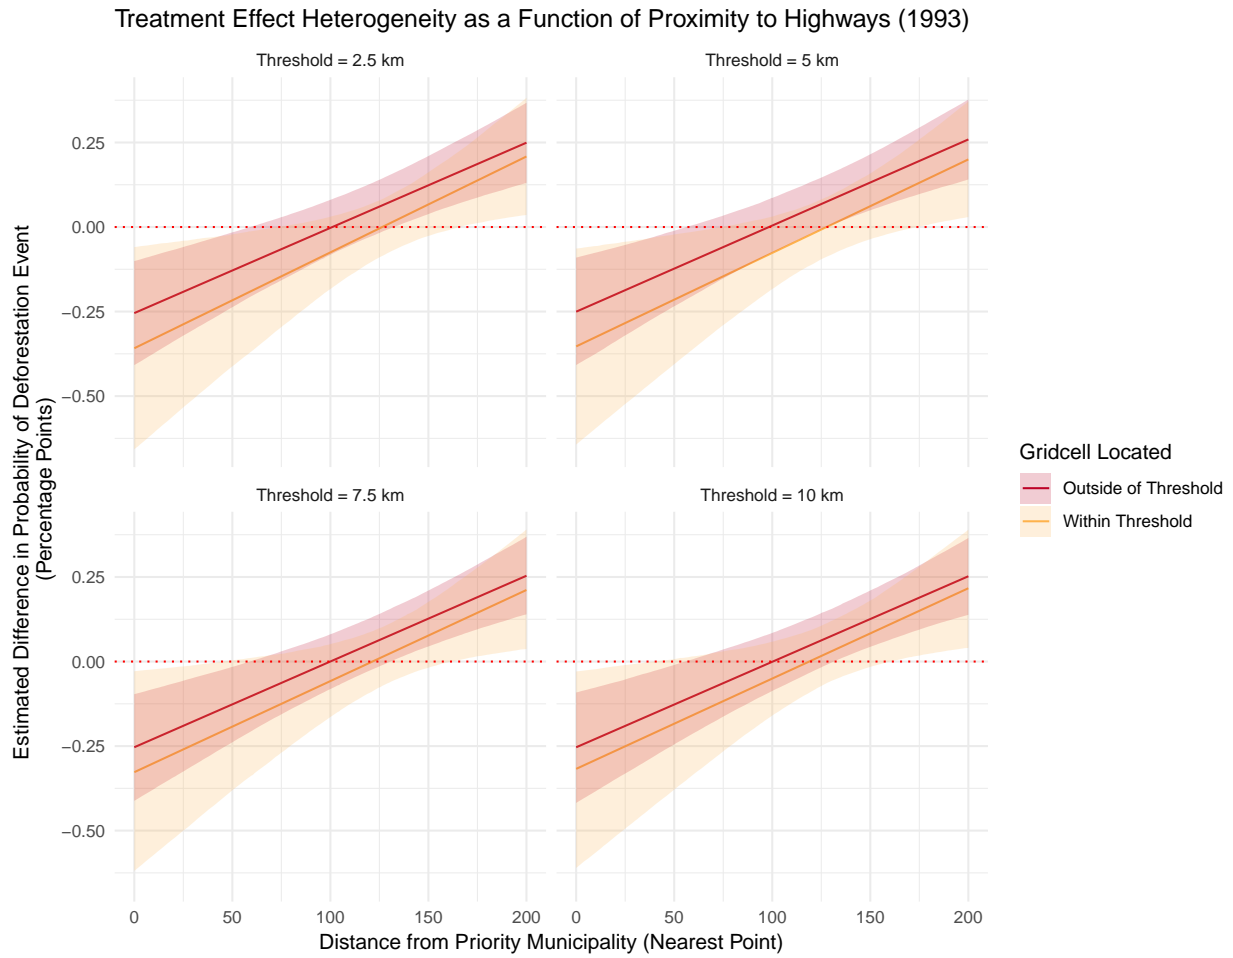 Treatment Effect Heterogeneity as a Function of Proximity to Highways (1993)
Threshold = 2.5 km
Threshold = 5 km
0.25
0.00
−0.25
−0.50
Threshold = 7.5 km
Threshold = 10 km
0.25
0.00
−0.25
−0.50
0
50
100
150
200
0
50
100
150
200
Distance from Priority Municipality (Nearest Point)
Estimated Difference in Probability of Deforestation Event
(Percentage Points)
Gridcell Located
Outside of Threshold
Within Threshold